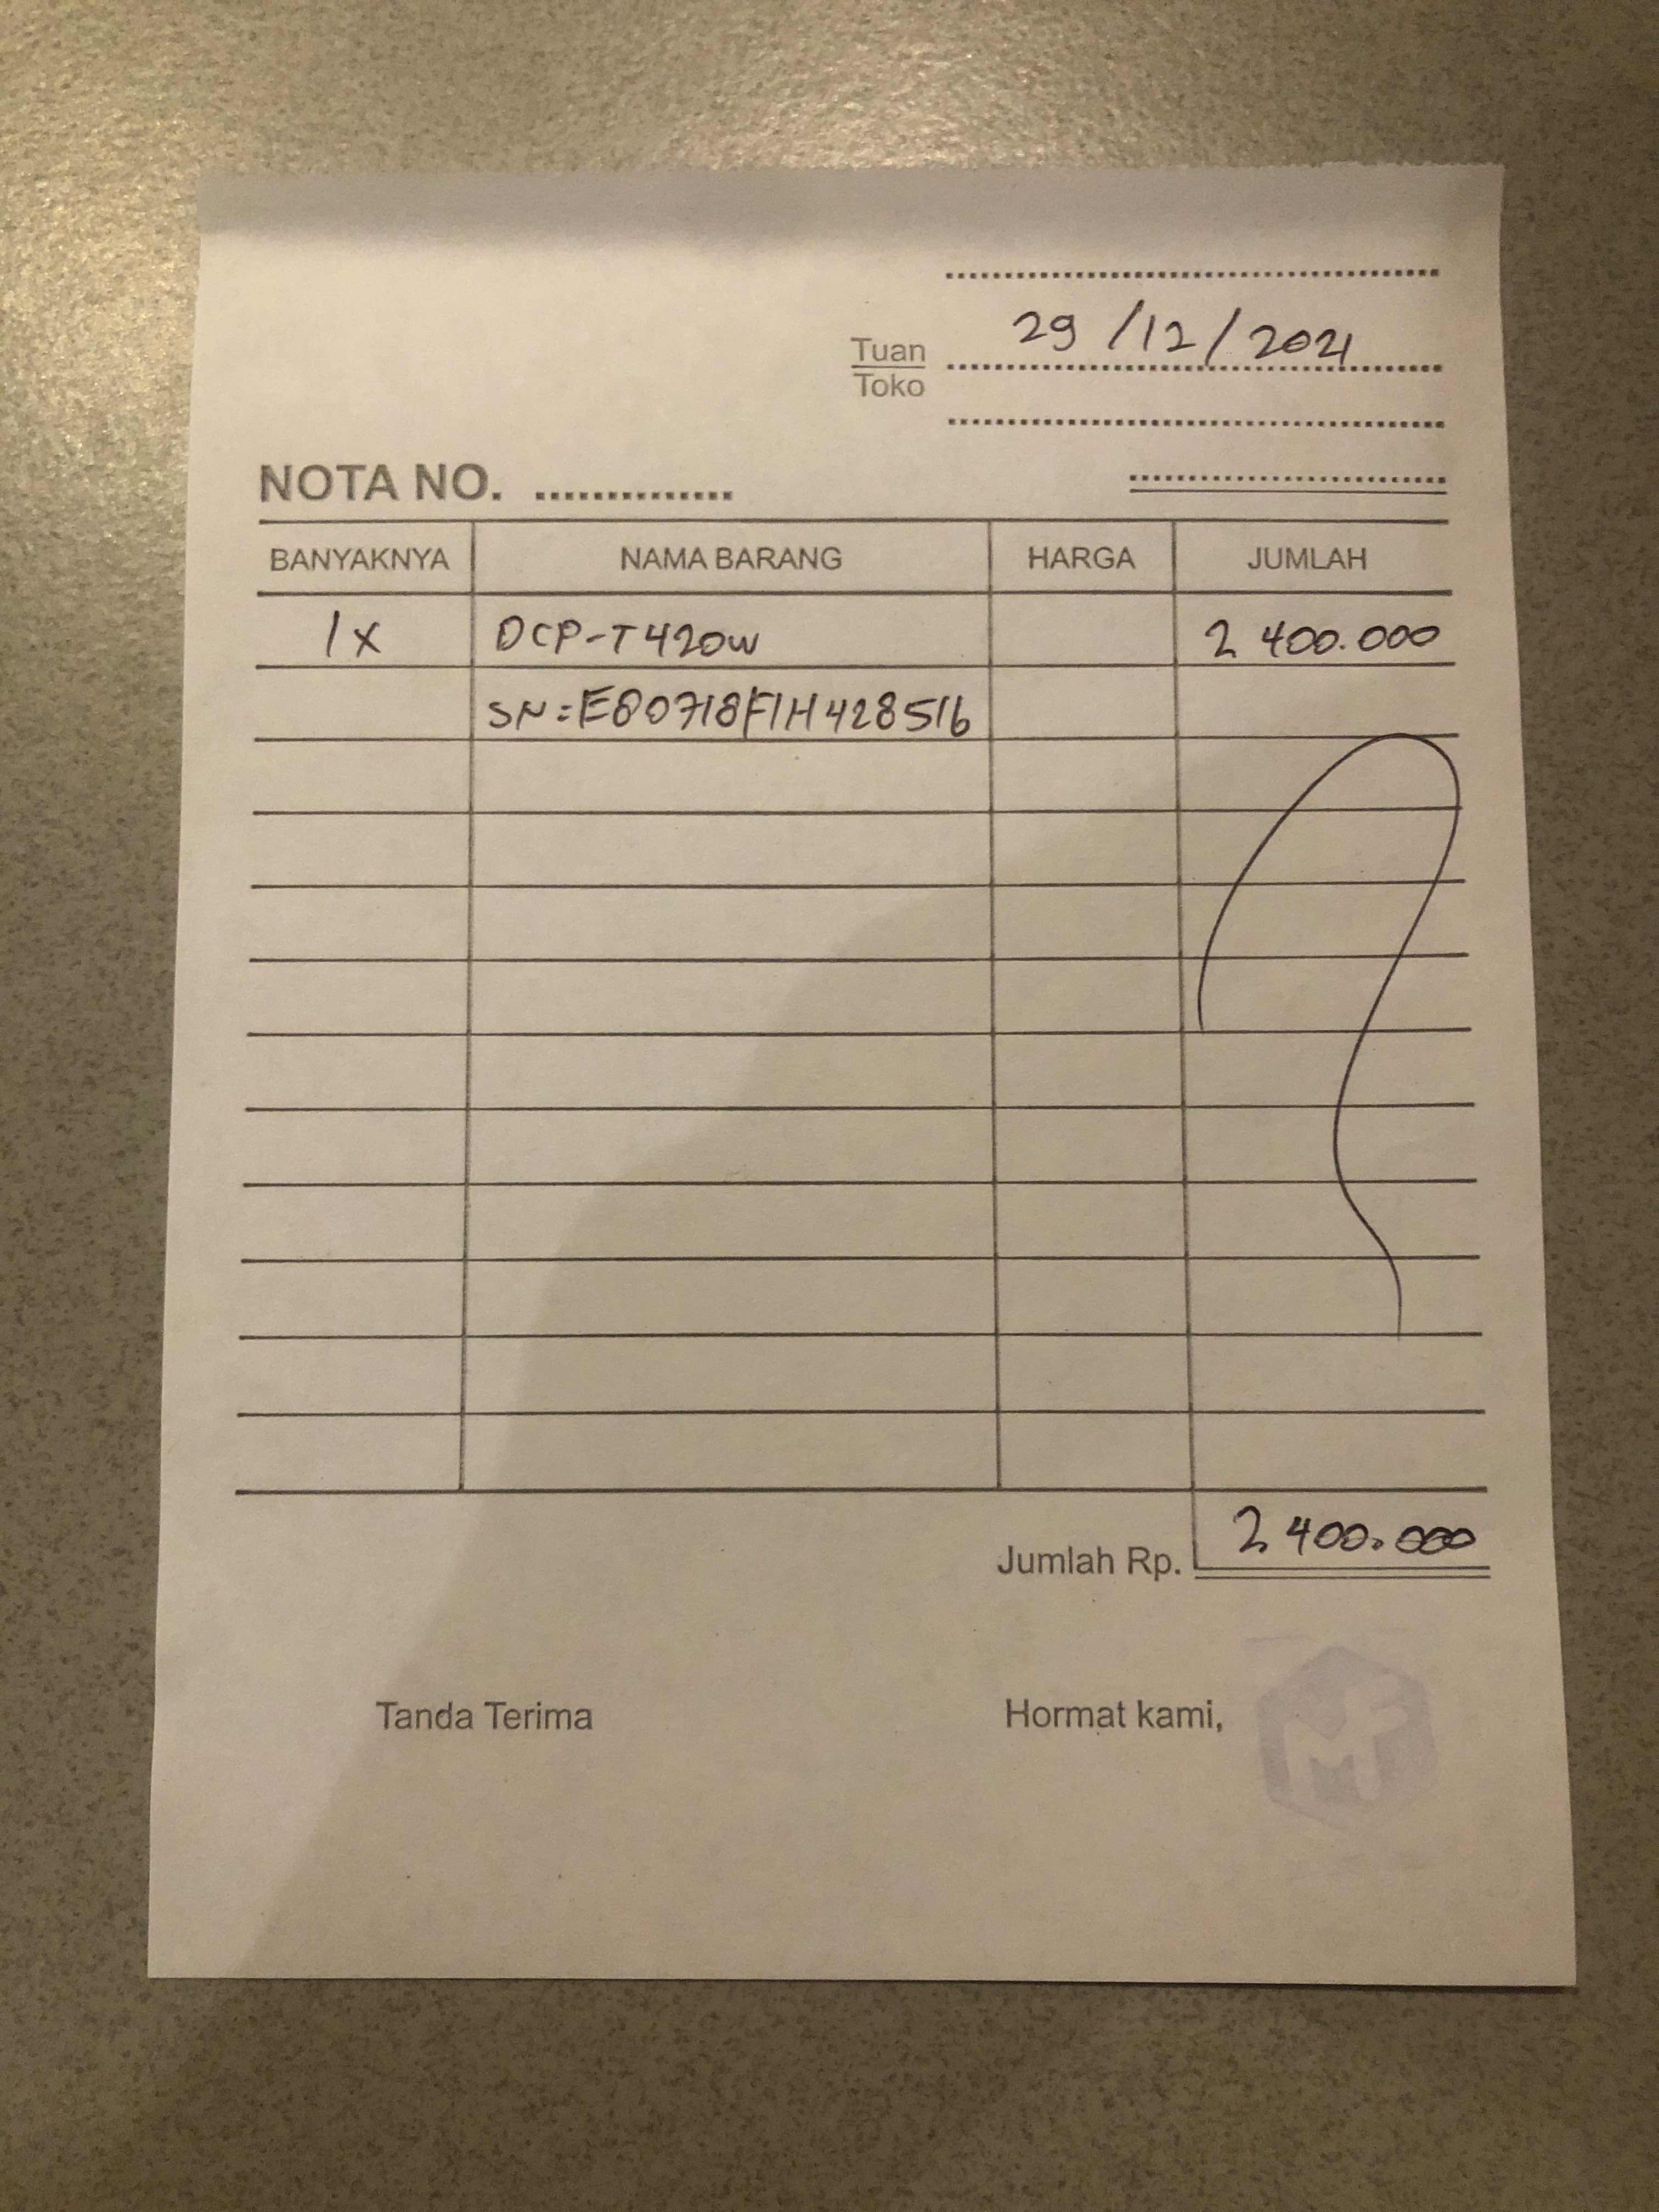 29/12/2021
Tuan
Toko
NOTA NO. ..............
BANYAKNYA NAMA BARANG HARGA JUMLAH
1x DCP-T420W 2 400.000
SN=E80718F1H428516
Jumlah Rp. 2 400.000
Tanda Terima Hormat kami,